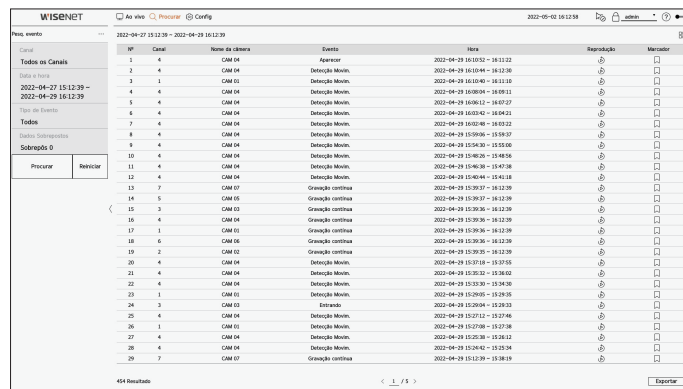 WISENET Ao vivo Procurar Config 2022-05-02 16:12:58 admin
Pesq. evento ... 2022-04-27 15:12:39 ~ 2022-04-29 16:12:39
Canal
Todos os Canais
Data e hora
2022-04-27 15:12:39 ~
2022-04-29 16:12:39
Tipo de Evento
Todos
Dados Sobrepostos
Sobrepôs 0
Procurar Reiniciar
Nº Canal Nome da câmera Evento Hora Reprodução Marcador
1 4 CAM 04 Aparecer 2022-04-29 16:10:52 ~ 16:11:22
2 4 CAM 04 Detecção Movim. 2022-04-29 16:10:44 ~ 16:12:30
3 1 CAM 01 Detecção Movim. 2022-04-29 16:10:40 ~ 16:11:10
4 4 CAM 04 Detecção Movim. 2022-04-29 16:08:04 ~ 16:09:11
5 4 CAM 04 Detecção Movim. 2022-04-29 16:06:12 ~ 16:07:27
6 4 CAM 04 Detecção Movim. 2022-04-29 16:03:42 ~ 16:04:21
7 4 CAM 04 Detecção Movim. 2022-04-29 16:02:48 ~ 16:03:22
8 4 CAM 04 Detecção Movim. 2022-04-29 15:59:06 ~ 15:59:37
9 4 CAM 04 Detecção Movim. 2022-04-29 15:54:30 ~ 15:55:00
10 4 CAM 04 Detecção Movim. 2022-04-29 15:48:26 ~ 15:48:56
11 4 CAM 04 Detecção Movim. 2022-04-29 15:46:38 ~ 15:47:38
12 4 CAM 04 Detecção Movim. 2022-04-29 15:40:44 ~ 15:41:18
13 7 CAM 07 Gravação contínua 2022-04-29 15:39:37 ~ 16:12:39
14 5 CAM 05 Gravação contínua 2022-04-29 15:39:37 ~ 16:12:39
15 3 CAM 03 Gravação contínua 2022-04-29 15:39:36 ~ 16:12:39
16 4 CAM 04 Gravação contínua 2022-04-29 15:39:36 ~ 16:12:39
17 1 CAM 01 Gravação contínua 2022-04-29 15:39:36 ~ 16:12:39
18 6 CAM 06 Gravação contínua 2022-04-29 15:39:36 ~ 16:12:39
19 2 CAM 02 Gravação contínua 2022-04-29 15:39:35 ~ 16:12:39
20 4 CAM 04 Detecção Movim. 2022-04-29 15:37:18 ~ 15:37:55
21 4 CAM 04 Detecção Movim. 2022-04-29 15:35:32 ~ 15:36:02
22 4 CAM 04 Detecção Movim. 2022-04-29 15:33:30 ~ 15:34:30
23 1 CAM 01 Detecção Movim. 2022-04-29 15:29:05 ~ 15:29:35
24 3 CAM 03 Entrando 2022-04-29 15:29:04 ~ 15:29:33
25 4 CAM 04 Detecção Movim. 2022-04-29 15:27:12 ~ 15:27:46
26 1 CAM 01 Detecção Movim. 2022-04-29 15:27:08 ~ 15:27:38
27 4 CAM 04 Detecção Movim. 2022-04-29 15:25:38 ~ 15:26:12
28 4 CAM 04 Detecção Movim. 2022-04-29 15:24:42 ~ 15:25:34
29 7 CAM 07 Gravação contínua 2022-04-29 15:12:39 ~ 15:38:19
454 Resultado < 1 / 5 > Exportar